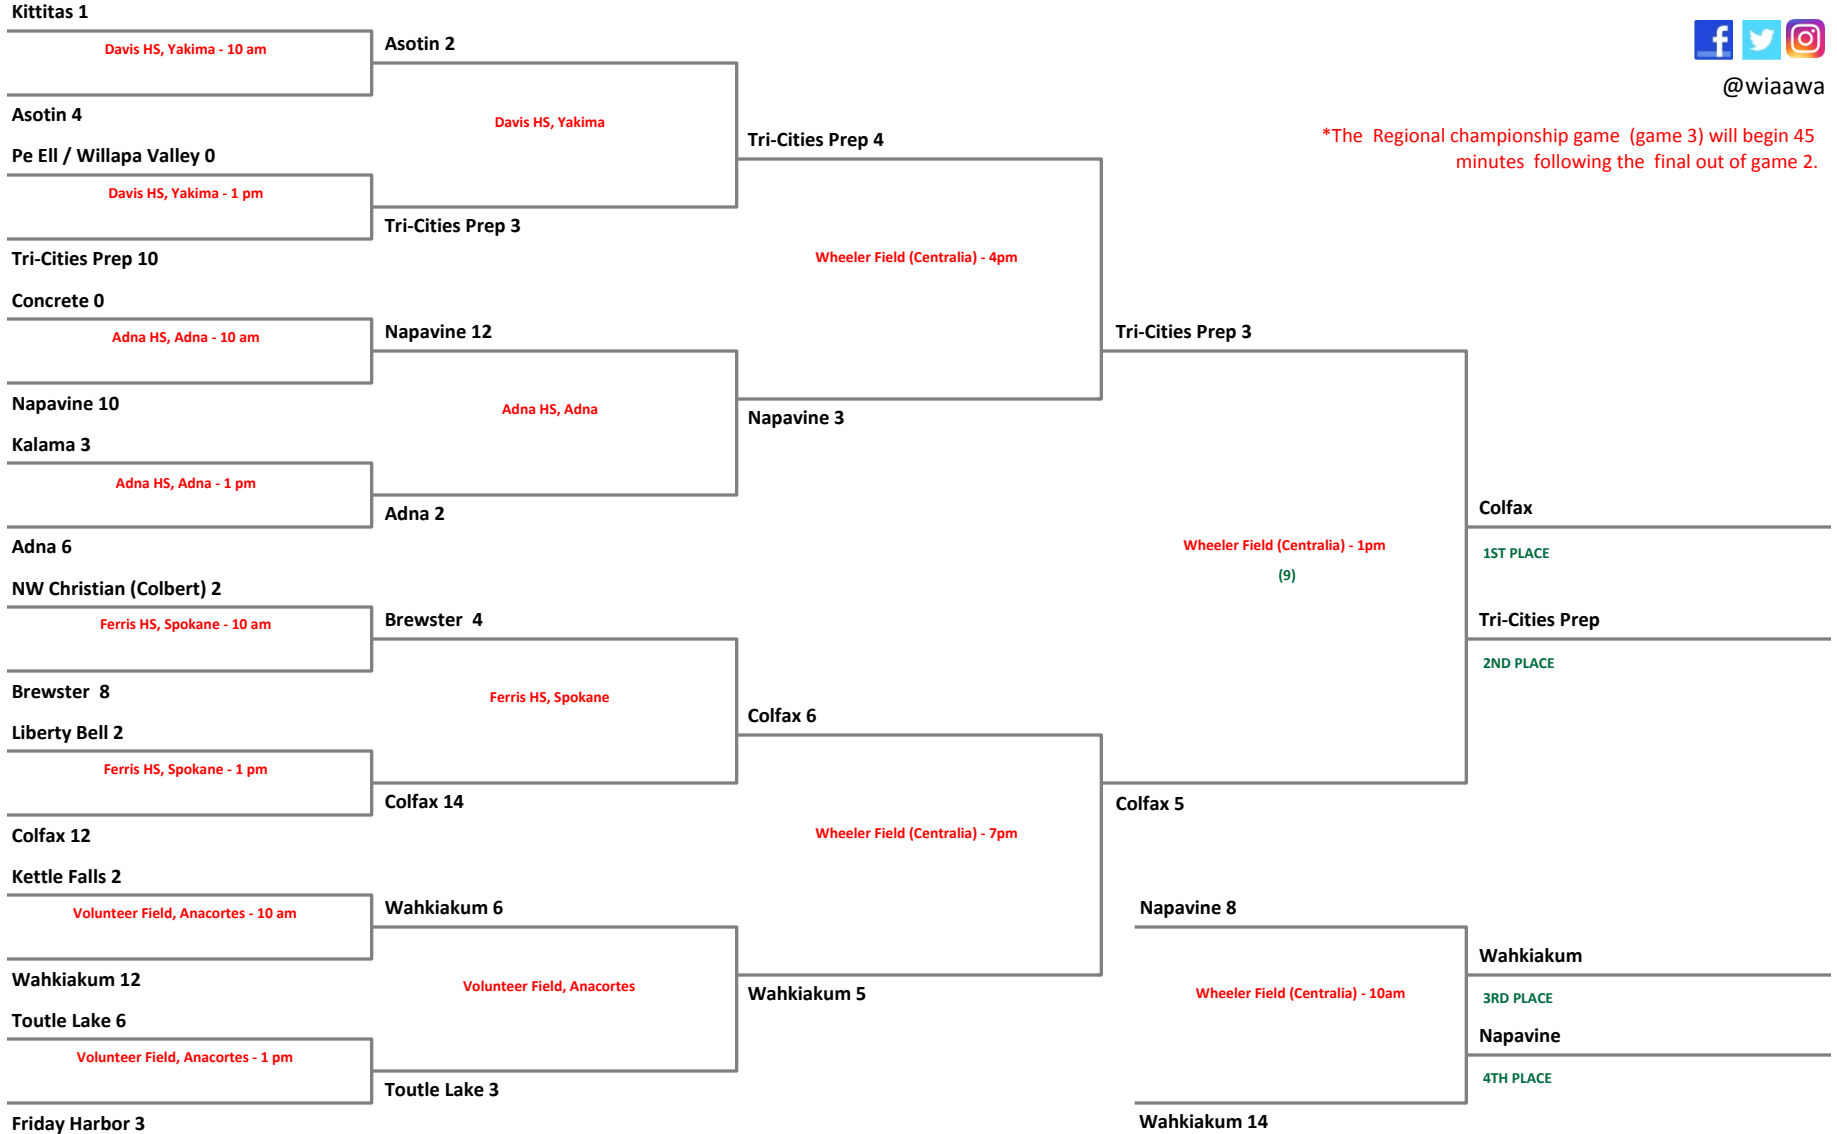 Kittitas 1
Davis HS, Yakima - 10 am
Asotin 2
@wiaawa
Asotin 4
Davis HS, Yakima
*The Regional championship game (game 3) will begin 45
minutes following the final out of game 2.
Tri-Cities Prep 4
Pe Ell / Willapa Valley 0
Davis HS, Yakima - 1 pm
Tri-Cities Prep 3
Tri-Cities Prep 10
Wheeler Field (Centralia) - 4pm
Concrete 0
Adna HS, Adna - 10 am
Napavine 12
Tri-Cities Prep 3
Napavine 10
Adna HS, Adna
Napavine 3
Kalama 3
Adna HS, Adna - 1 pm
Adna 2
Colfax
Adna 6
Wheeler Field (Centralia) - 1pm
1ST PLACE
(9)
NW Christian (Colbert) 2
Ferris HS, Spokane - 10 am
Brewster 4
Tri-Cities Prep
2ND PLACE
Brewster 8
Ferris HS, Spokane
Colfax 6
Liberty Bell 2
Ferris HS, Spokane - 1 pm
Colfax 14
Colfax 5
Colfax 12
Wheeler Field (Centralia) - 7pm
Kettle Falls 2
Volunteer Field, Anacortes - 10 am
Wahkiakum 6
Napavine 8
Wahkiakum
Wahkiakum 12
Volunteer Field, Anacortes
Wahkiakum 5
Wheeler Field (Centralia) - 10am
3RD PLACE
Toutle Lake 6
Napavine
Volunteer Field, Anacortes - 1 pm
4TH PLACE
Toutle Lake 3
Friday Harbor 3
Wahkiakum 14